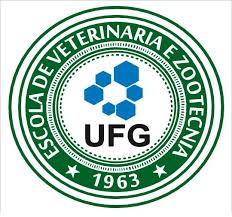 ESCOLA DE VETERINARIA E ZOOTECNIA
UFG
1963